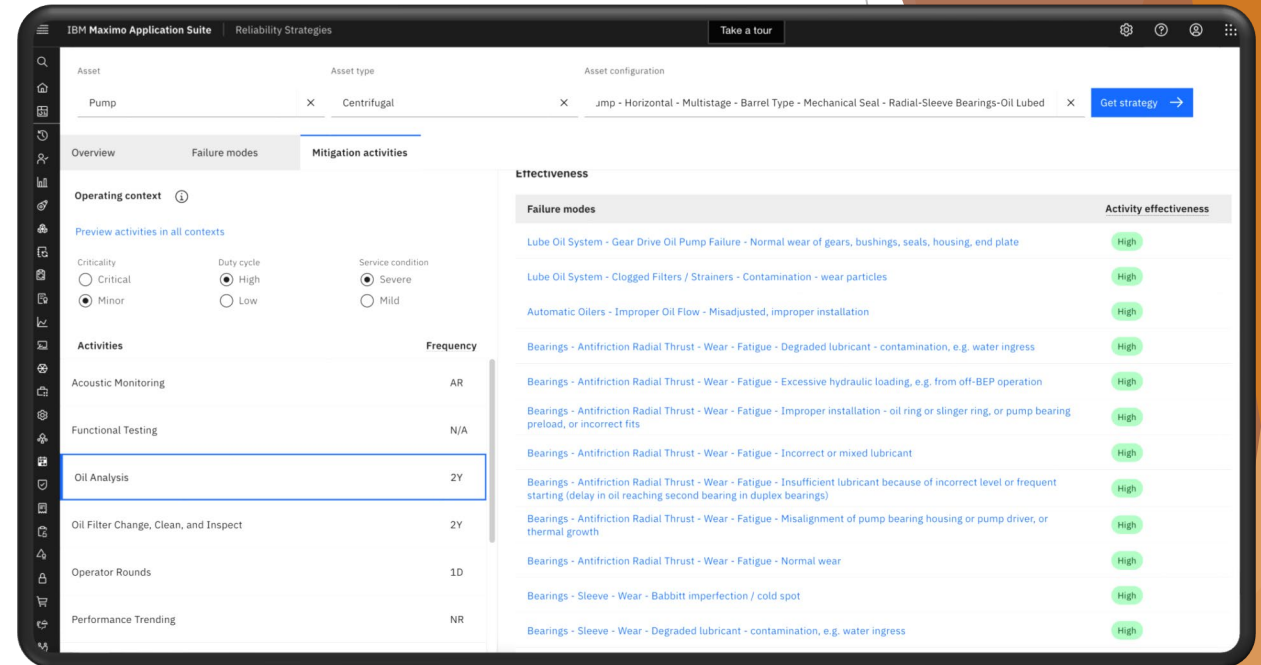 IBM Maximo Application Suite | Reliability Strategies
Take a tour
Asset
Asset type
Asset configuration
Pump
Centrifugal
- Horizontal - Multistage - Barrel Type - Mechanical Seal - Radial-Sleeve Bearings-Oil Lubed
Get strategy
Overview
Failure modes
Mitigation activities
Operating context
Preview activities in all contexts
Criticality
Duty cycle
Service condition
Critical
High
Severe
Minor
Low
Mild
Activities
Frequency
Acoustic Monitoring
AR
Functional Testing
N/A
Oil Analysis
2Y
Oil Filter Change, Clean, and Inspect
2Y
Operator Rounds
1D
Performance Trending
NR
Effectiveness
Failure modes
Activity effectiveness
Lube Oil System - Gear Drive Oil Pump Failure - Normal wear of gears, bushings, seals, housing, end plate
High
Lube Oil System - Clogged Filters / Strainers - Contamination - wear particles
High
Automatic Oilers - Improper Oil Flow - Misadjusted, improper installation
High
Bearings - Antifriction Radial Thrust - Wear - Fatigue - Degraded lubricant - contamination, e.g. water ingress
High
Bearings - Antifriction Radial Thrust - Wear - Fatigue - Excessive hydraulic loading, e.g. from off-BEP operation
High
Bearings - Antifriction Radial Thrust - Wear - Fatigue - Improper installation - oil ring or slinger ring, or pump bearing
preload, or incorrect fits
High
Bearings - Antifriction Radial Thrust - Wear - Fatigue - Incorrect or mixed lubricant
High
Bearings - Antifriction Radial Thrust - Wear - Fatigue - Insufficient lubricant because of incorrect level or frequent
starting (delay in oil reaching second bearing in duplex bearings)
High
Bearings - Antifriction Radial Thrust - Wear - Fatigue - Misalignment of pump bearing housing or pump driver, or
thermal growth
High
Bearings - Antifriction Radial Thrust - Wear - Fatigue - Normal wear
High
Bearings - Sleeve - Wear - Babbitt imperfection / cold spot
High
Bearings - Sleeve - Wear - Degraded lubricant - contamination, e.g. water ingress
High